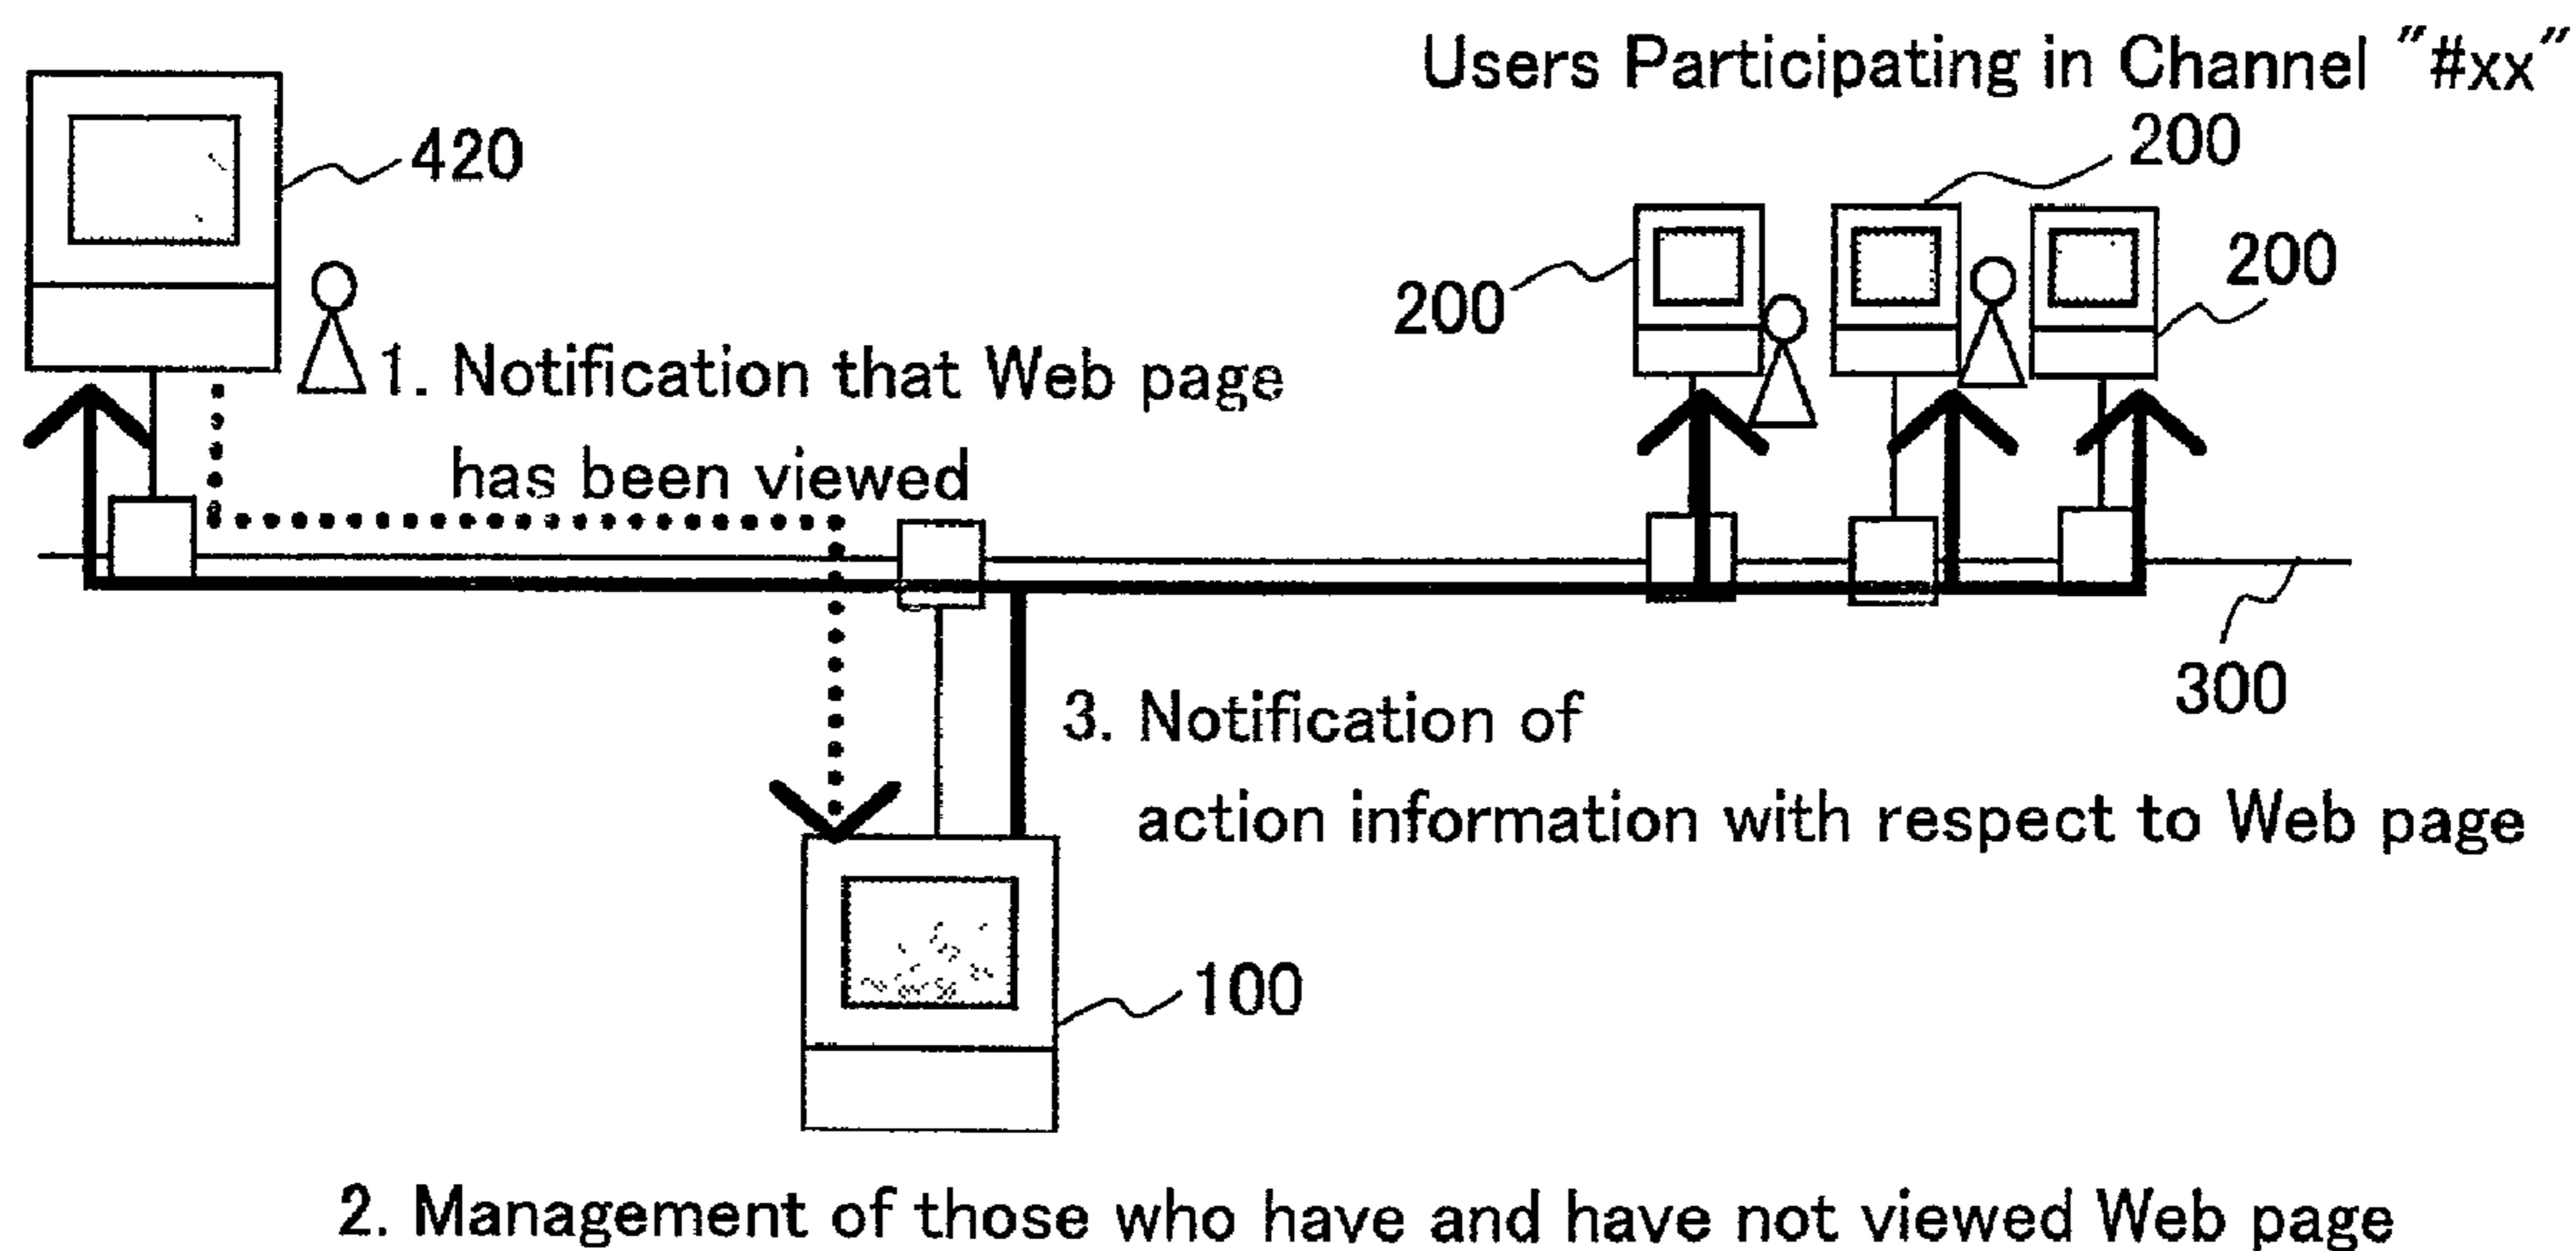 Users Participating in Channel "#xx"
420
200
200
200
1. Notification that Web page
has been viewed
300
3. Notification of
action information with respect to Web page
100
2. Management of those who have and have not viewed Web page